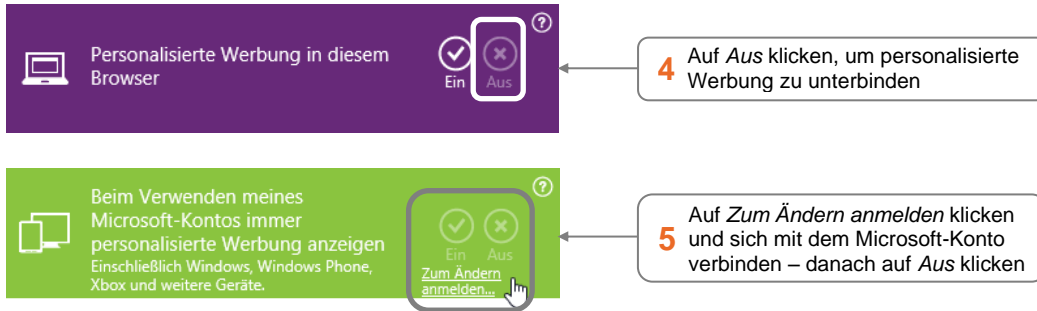 Personalisierte Werbung in diesem
Browser
?
Ein Aus
4 Auf Aus klicken, um personalisierte
Werbung zu unterbinden
Beim Verwenden meines
Microsoft-Kontos immer
personalisierte Werbung anzeigen
Einschließlich Windows, Windows Phone,
Xbox und weitere Geräte.
?
Ein Aus
Zum Ändern
anmelden...
5 Auf Zum Ändern anmelden klicken
und sich mit dem Microsoft-Konto
verbinden – danach auf Aus klicken